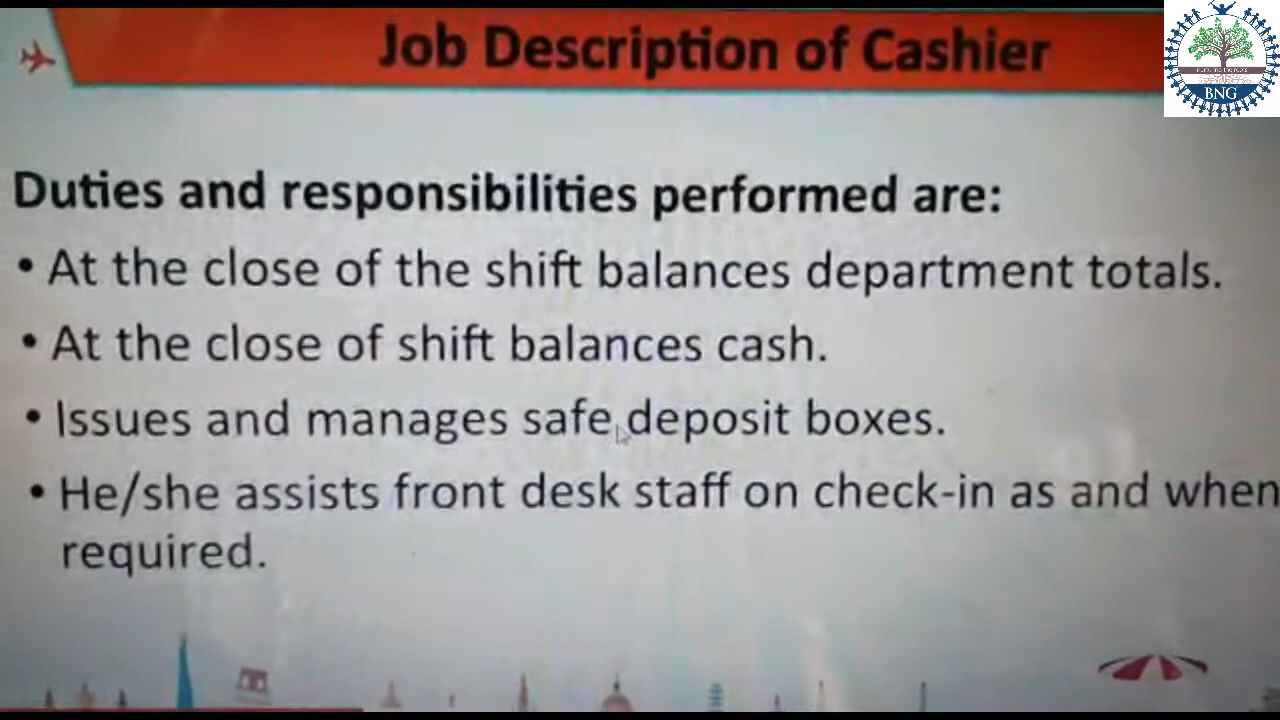 Job Description of Cashier
BNG
Duties and responsibilities performed are:
• At the close of the shift balances department totals.
• At the close of shift balances cash.
• Issues and manages safe deposit boxes.
• He/she assists front desk staff on check-in as and when
required.